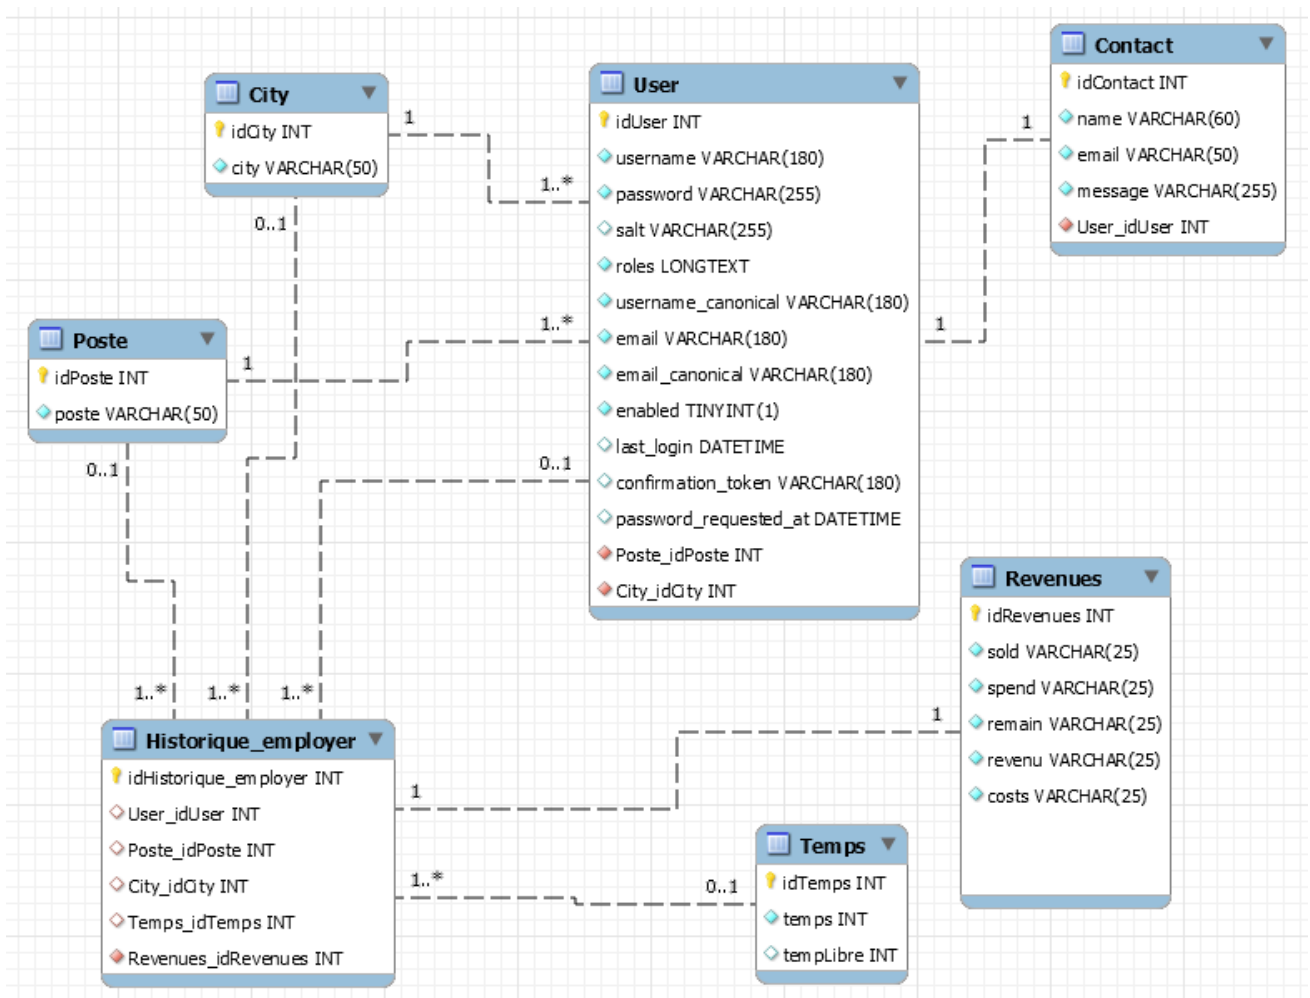 City
idCity INT
city VARCHAR(50)
1
1..*
0..1
User
idUser INT
username VARCHAR(180)
password VARCHAR(255)
salt VARCHAR(255)
roles LONGTEXT
username_canonical VARCHAR(180)
email VARCHAR(180)
email_canonical VARCHAR(180)
enabled TINYINT(1)
last_login DATETIME
confirmation_token VARCHAR(180)
password_requested_at DATETIME
Poste_idPoste INT
City_idCity INT
Contact
idContact INT
name VARCHAR(60)
email VARCHAR(50)
message VARCHAR(255)
User_idUser INT
1
1
Poste
idPoste INT
poste VARCHAR(50)
1
1..*
0..1
0..1
1..*
1..*
1..*
Historique_employer
idHistorique_employer INT
User_idUser INT
Poste_idPoste INT
City_idCity INT
Temps_idTemps INT
Revenues_idRevenues INT
1
1
1..*
0..1
Revenues
idRevenues INT
sold VARCHAR(25)
spend VARCHAR(25)
remain VARCHAR(25)
revenu VARCHAR(25)
costs VARCHAR(25)
Temps
idTemps INT
temps INT
tempLibre INT